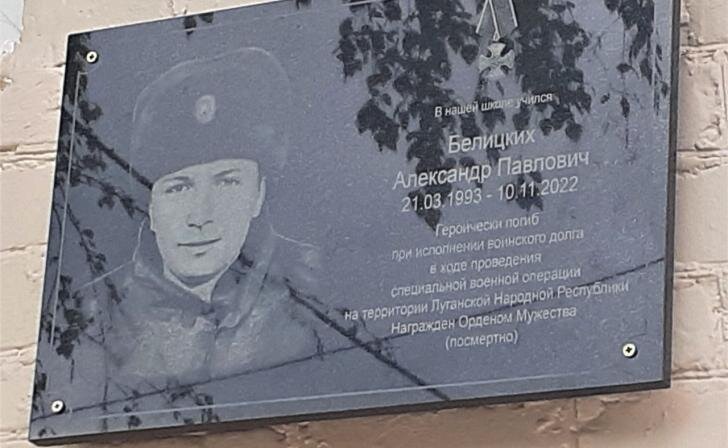 В нашей школе учился
Белицких
Александр Павлович
21.03.1993 - 10.11.2022
Героически погиб
при исполнении воинского долга
в ходе проведения
специальной военной операции
на территории Луганской Народной Республики
Награжден Орденом Мужества
(посмертно)